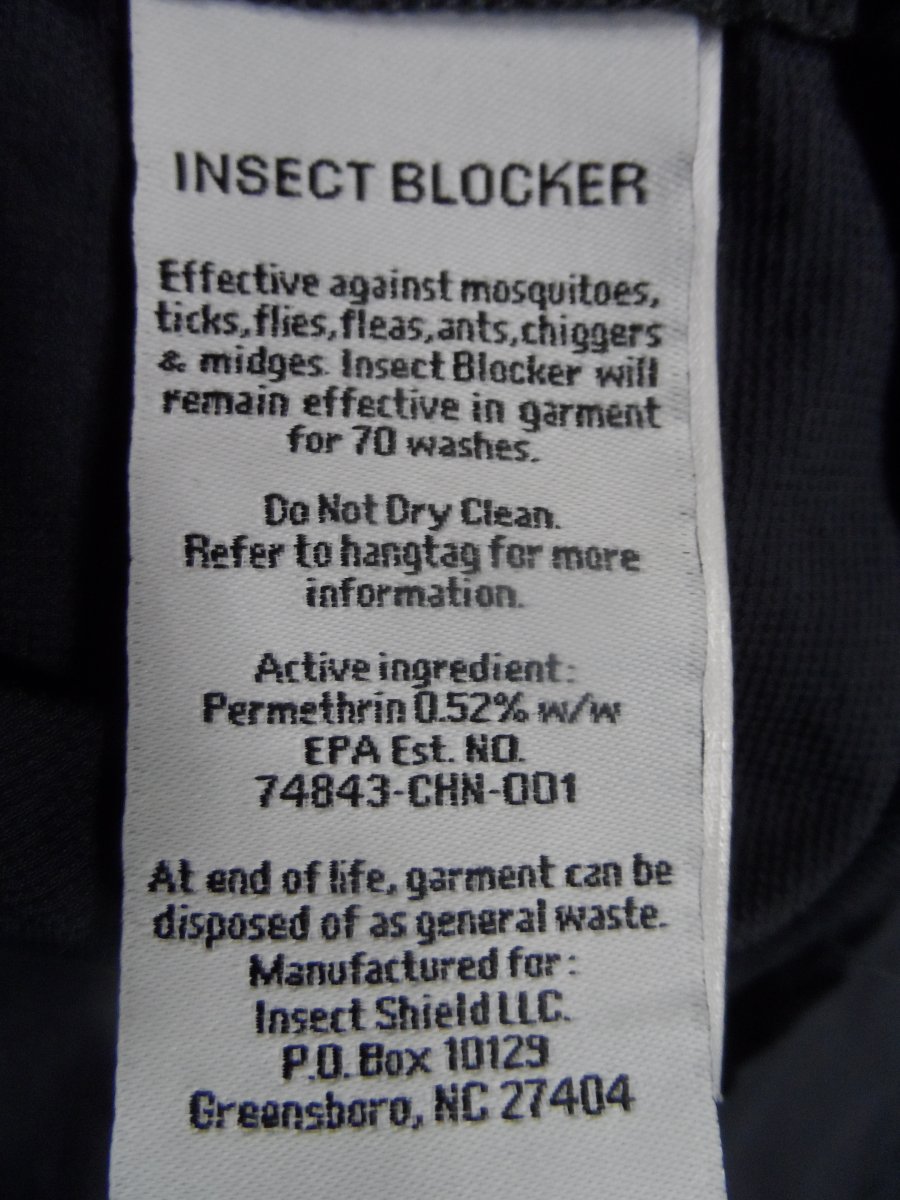 INSECT BLOCKER
Effective against mosquitoes,
ticks,flies,fleas,ants,chiggers
& midges. Insect Blocker will
remain effective in garment
for 70 washes.
Do Not Dry Clean.
Refer to hangtag for more
information.
Active ingredient:
Permethrin 0.52% w/w
EPA Est. NO.
74843-CHN-001
At end of life, garment can be
disposed of as general waste.
Manufactured for:
Insect Shield LLC.
P.O. Box 10129
Greensboro, NC 27404